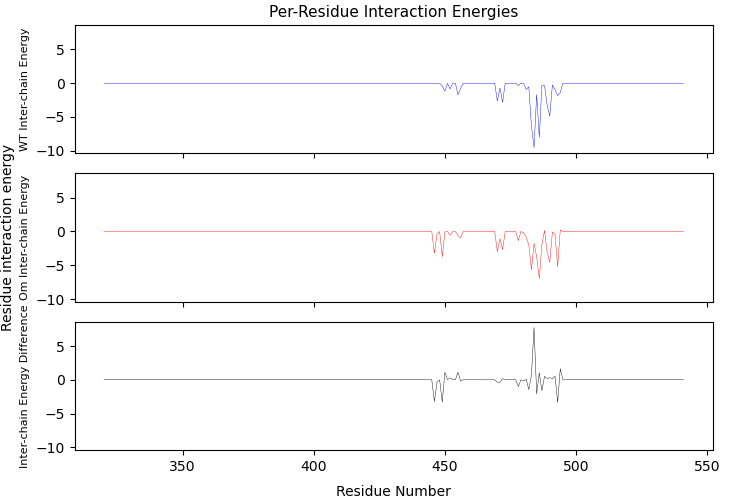 Per-Residue Interaction Energies
WT Inter-chain Energy
5
0
−5
−10
Residue interaction energy
Om Inter-chain Energy
5
0
−5
−10
Inter-chain Energy Difference
5
0
−5
−10
350
400
450
500
550
Residue Number